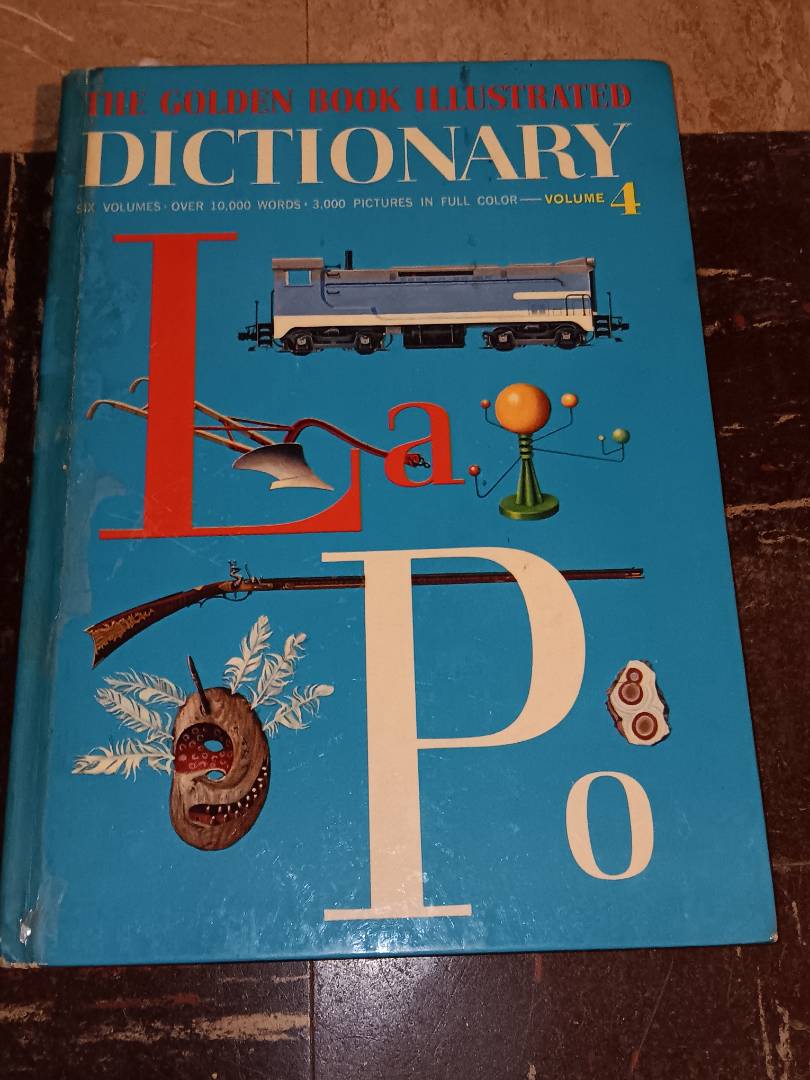 THE GOLDEN BOOK ILLUSTRATED
DICTIONARY
SIX VOLUMES · OVER 10,000 WORDS · 3,000 PICTURES IN FULL COLOR — VOLUME 4
La
Po